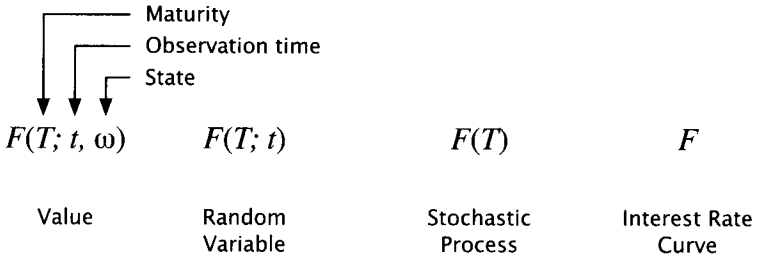 Maturity
Observation time
State
F(T; t, ω) F(T; t) F(T) F
Value Random Variable Stochastic Process Interest Rate Curve